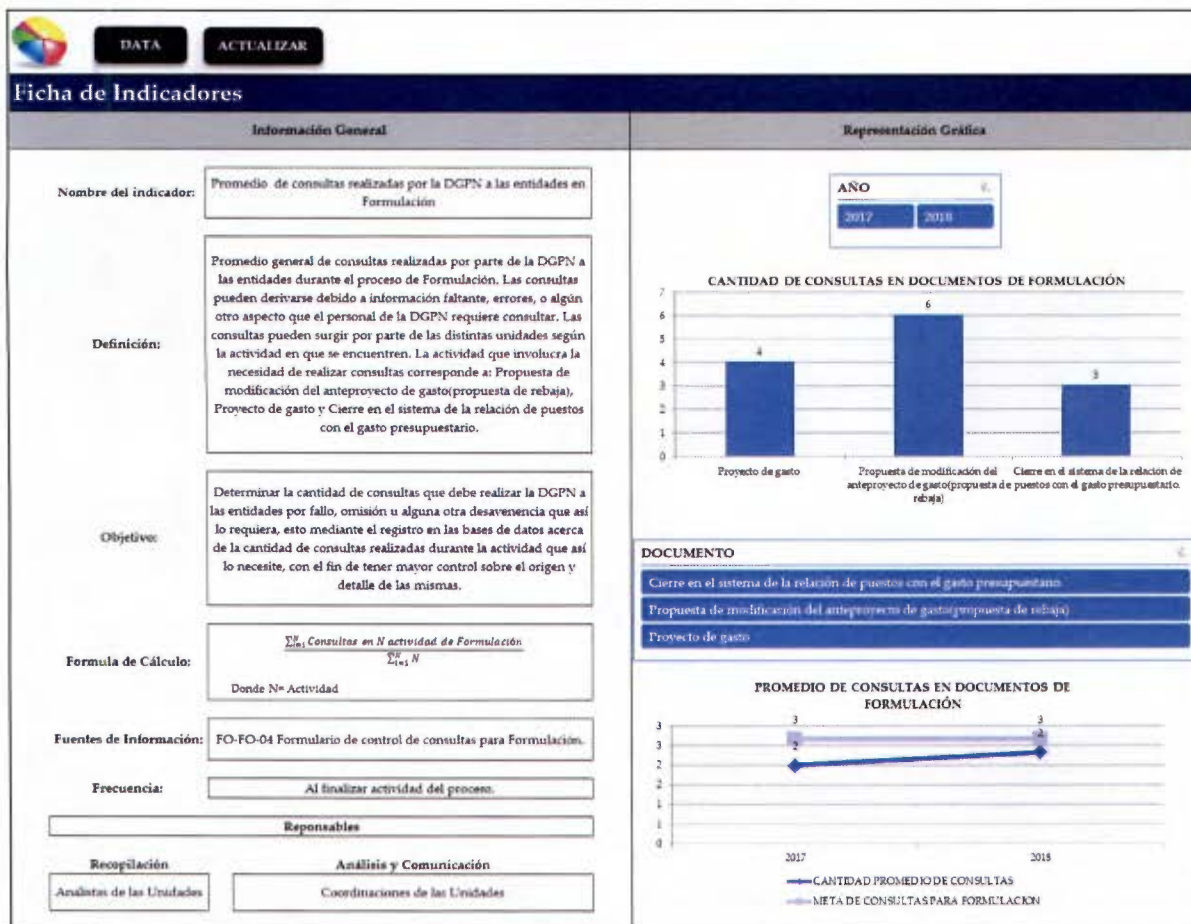 DATA
ACTUALIZAR
Ficha de Indicadores
Información General
Nombre del indicador:
Promedio de consultas realizadas por la DGPN a las entidades en
Formulación
Definición:
Promedio general de consultas realizadas por parte de la DGPN a
las entidades durante el proceso de Formulación. Las consultas
pueden derivarse debido a información faltante, errores, o algún
otro aspecto que el personal de la DGPN requiere consultar. Las
consultas pueden surgir por parte de las distintas unidades según
la actividad en que se encuentren. La actividad que involucra la
necesidad de realizar consultas corresponde a: Propuesta de
modificación del anteproyecto de gasto(propuesta de rebaja),
Proyecto de gasto y Cierre en el sistema de la relación de puestos
con el gasto presupuestario.
Objetivo:
Determinar la cantidad de consultas que debe realizar la DGPN a
las entidades por fallo, omisión u alguna otra desavenencia que así
lo requiera, esto mediante el registro en las bases de datos acerca
de la cantidad de consultas realizadas durante la actividad que así
lo necesite, con el fin de tener mayor control sobre el origen y
detalle de las mismas.
Formula de Cálculo:
∑ᴺᵢ₌₁ Consultas en N actividad de Formulación
∑ᴺᵢ₌₁ N
Donde N= Actividad
Fuentes de Información:
FO-FO-04 Formulario de control de consultas para Formulación.
Frecuencia:
Al finalizar actividad del proceso.
Reponsables
Recopilación
Análisis y Comunicación
Analistas de las Unidades
Coordinaciones de las Unidades
Representación Gráfica
AÑO
2017 2018
CANTIDAD DE CONSULTAS EN DOCUMENTOS DE FORMULACIÓN
7
6
5
4
3
2
1
0
4
6
3
Proyecto de gasto
Propuesta de modificación del
anteproyecto de gasto(propuesta de
rebaja)
Cierre en el sistema de la relación de
puestos con el gasto presupuestario.
DOCUMENTO
Cierre en el sistema de la relación de puestos con el gasto presupuestario
Propuesta de modificación del anteproyecto de gasto(propuesta de rebaja)
Proyecto de gasto
PROMEDIO DE CONSULTAS EN DOCUMENTOS DE
FORMULACIÓN
3
3
2
2
1
1
0
3
3
2
2
2017
2018
CANTIDAD PROMEDIO DE CONSULTAS
META DE CONSULTAS PARA FORMULACION